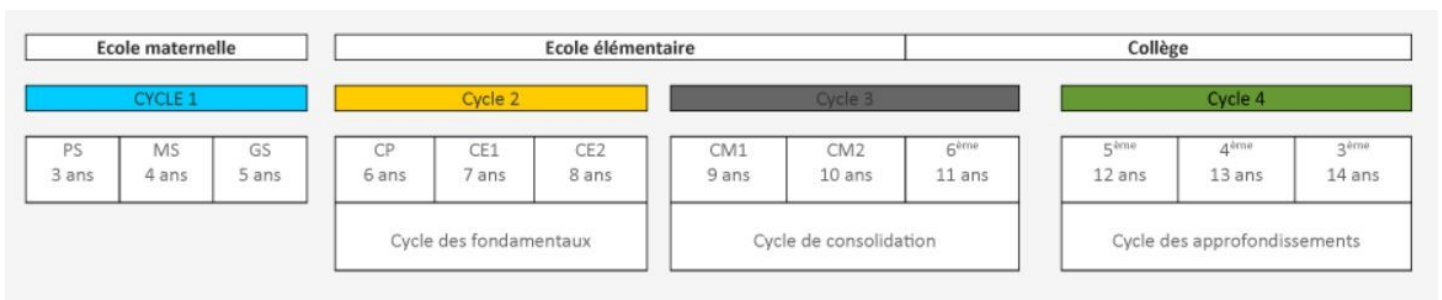 Ecole maternelle
Ecole élémentaire
Collège
CYCLE 1
Cycle 2
Cycle 3
Cycle 4
PS
3 ans
MS
4 ans
GS
5 ans
CP
6 ans
CE1
7 ans
CE2
8 ans
CM1
9 ans
CM2
10 ans
6ème
11 ans
5ème
12 ans
4ème
13 ans
3ème
14 ans
Cycle des fondamentaux
Cycle de consolidation
Cycle des approfondissements